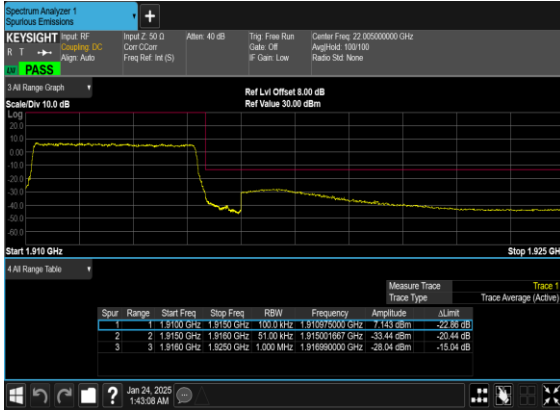 Spectrum Analyzer 1
Spurious Emissions
+
KEYSIGHT Input: RF Input Z: 50 Ω Atten: 40 dB Trig: Free Run Center Freq: 22.005000000 GHz
R T Coupling: DC Corr CCorr Gate: Off Avg|Hold: 100/100
Align: Auto Freq Ref: Int (S) IF Gain: Low Radio Std: None
PASS
3 All Range Graph
Ref Lvl Offset 8.00 dB
Scale/Div 10.0 dB Ref Value 30.00 dBm
Log
20.0
10.0
0.00
-10.0
-20.0
-30.0
-40.0
-50.0
-60.0
Start 1.910 GHz Stop 1.925 GH
4 All Range Table
Measure Trace Trace 1
Trace Type Trace Average (Active)
Spur Range Start Freq Stop Freq RBW Frequency Amplitude ΔLimit
1 1 1.9100 GHz 1.9150 GHz 100.0 kHz 1.910975000 GHz 7.143 dBm -22.86 dB
2 2 1.9150 GHz 1.9160 GHz 51.00 kHz 1.915001667 GHz -33.44 dBm -20.44 dB
3 3 1.9160 GHz 1.9250 GHz 1.000 MHz 1.916990000 GHz -28.04 dBm -15.04 dB
? Jan 24, 2025
1:43:08 AM